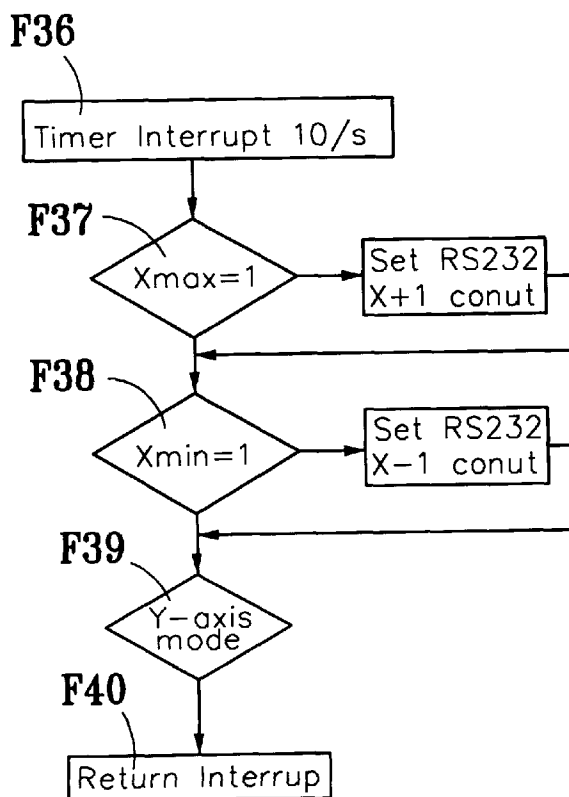 F36
Timer Interrupt 10/s
F37
Xmax=1
Set RS232
X+1 conut
F38
Xmin=1
Set RS232
X-1 conut
F39
Y-axis
mode
F40
Return Interrup